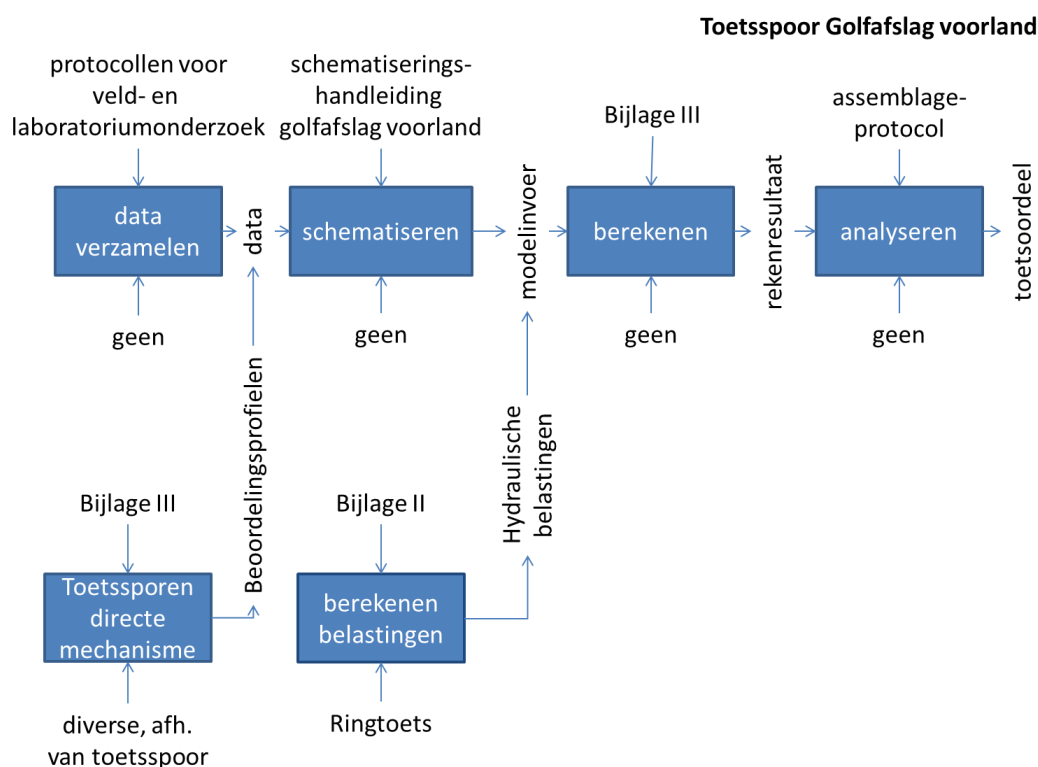 Toetsspoor Golfafslag voorland
protocollen voor
veld- en
laboratoriumonderzoek
schematiserings-
handleiding
golfafslag voorland
Bijlage III
assemblage-
protocol
data
verzamelen
data
schematiseren
modelinvoer
berekenen
rekenresultaat
analyseren
toetsoordeel
geen
geen
geen
geen
Beoordelingsprofielen
Hydraulische
belastingen
Bijlage III
Bijlage II
Toetssporen
directe
mechanisme
berekenen
belastingen
diverse, afh.
van toetsspoor
Ringtoets